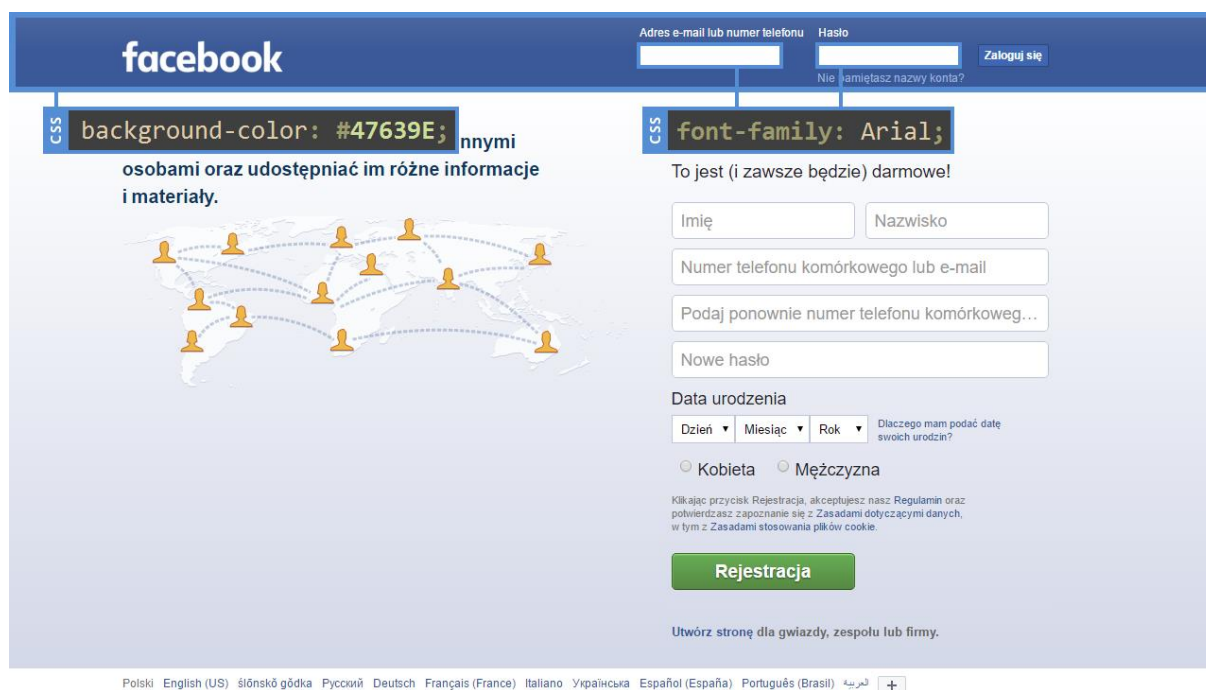 Adres e-mail lub numer telefonu Hasło
facebook
Zaloguj się
Nie pamiętasz nazwy konta?
CSS background-color: #47639E;
CSS font-family: Arial;
nnymi
osobami oraz udostępniać im różne informacje
i materiały.
To jest (i zawsze będzie) darmowe!
Imię Nazwisko
Numer telefonu komórkowego lub e-mail
Podaj ponownie numer telefonu komórkoweg…
Nowe hasło
Data urodzenia
Dzień Miesiąc Rok
Dlaczego mam podać datę
swoich urodzin?
Kobieta Mężczyzna
Klikając przycisk Rejestracja, akceptujesz nasz Regulamin oraz
potwierdzasz zapoznanie się z Zasadami dotyczącymi danych,
w tym z Zasadami stosowania plików cookie.
Rejestracja
Utwórz stronę dla gwiazdy, zespołu lub firmy.
Polski English (US) ślōnskŏ gŏdka Русский Deutsch Français (France) Italiano Українська Español (España) Português (Brasil) العربية +